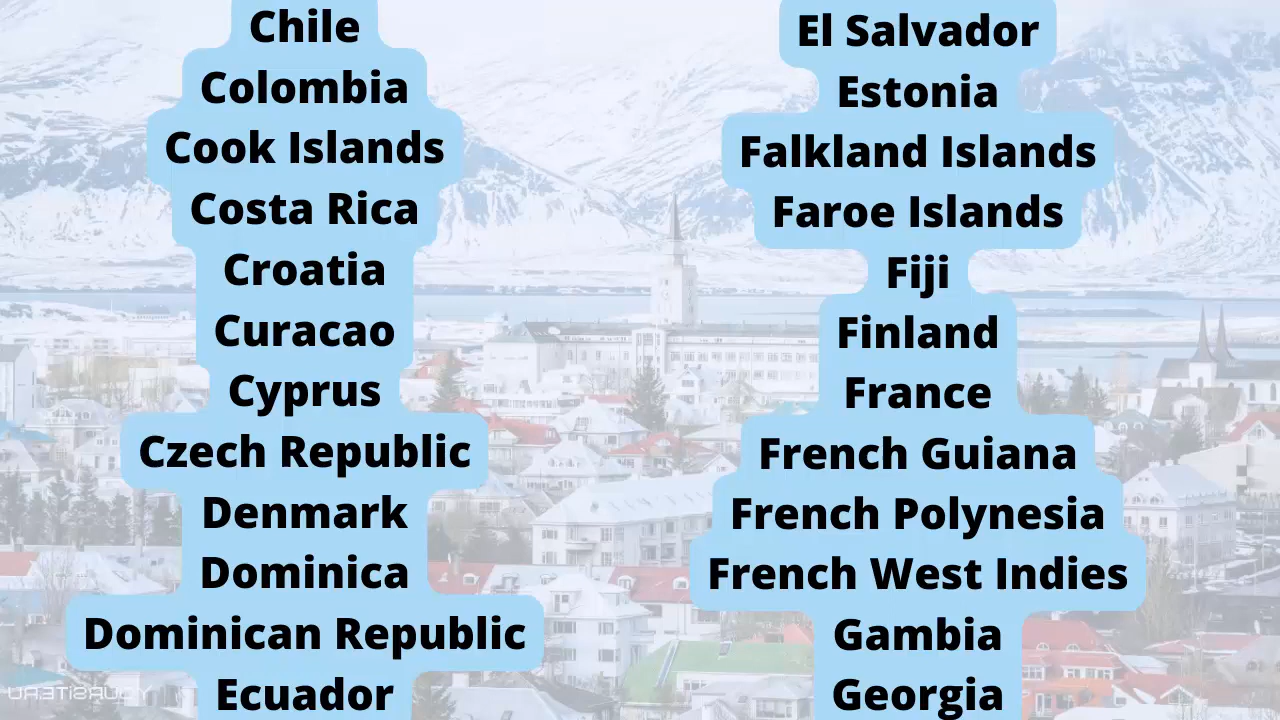 Chile
Colombia
Cook Islands
Costa Rica
Croatia
Curacao
Cyprus
Czech Republic
Denmark
Dominica
Dominican Republic
Ecuador
El Salvador
Estonia
Falkland Islands
Faroe Islands
Fiji
Finland
France
French Guiana
French Polynesia
French West Indies
Gambia
Georgia